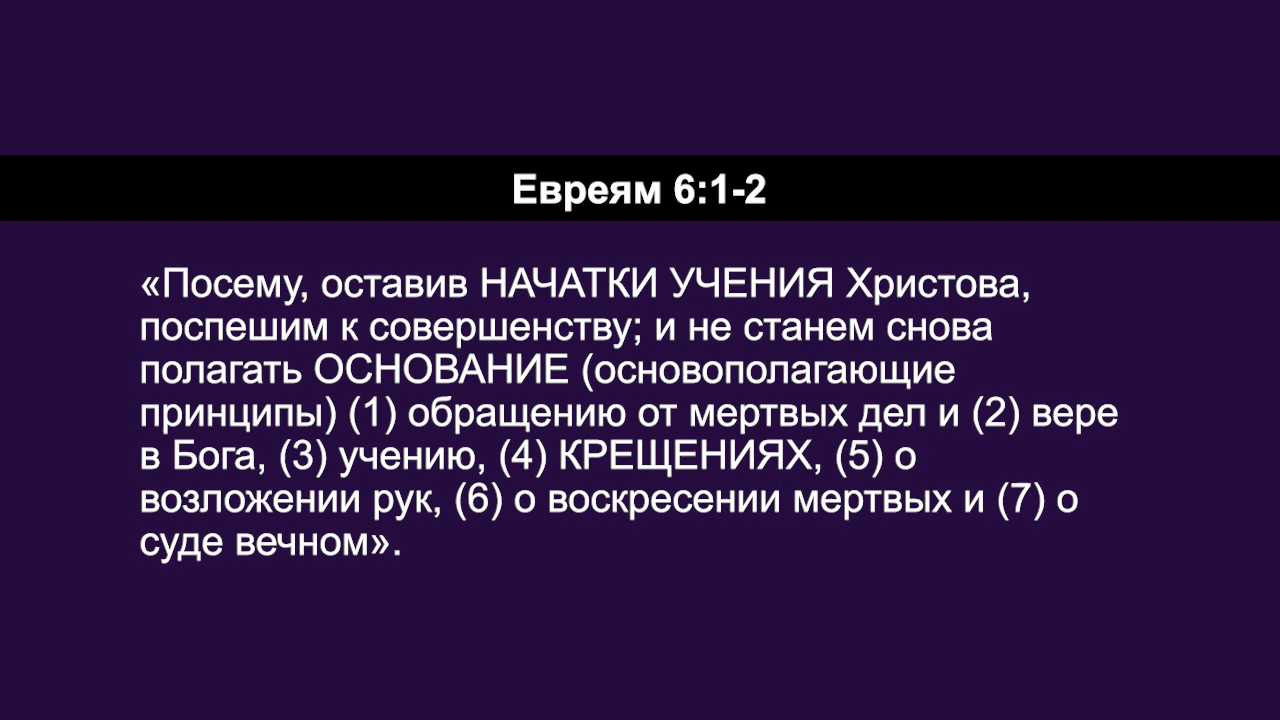 Евреям 6:1-2
«Посему, оставив НАЧАТКИ УЧЕНИЯ Христова,
поспешим к совершенству; и не станем снова
полагать ОСНОВАНИЕ (основополагающие
принципы) (1) обращению от мертвых дел и (2) вере
в Бога, (3) учению, (4) КРЕЩЕНИЯХ, (5) о
возложении рук, (6) о воскресении мертвых и (7) о
суде вечном».